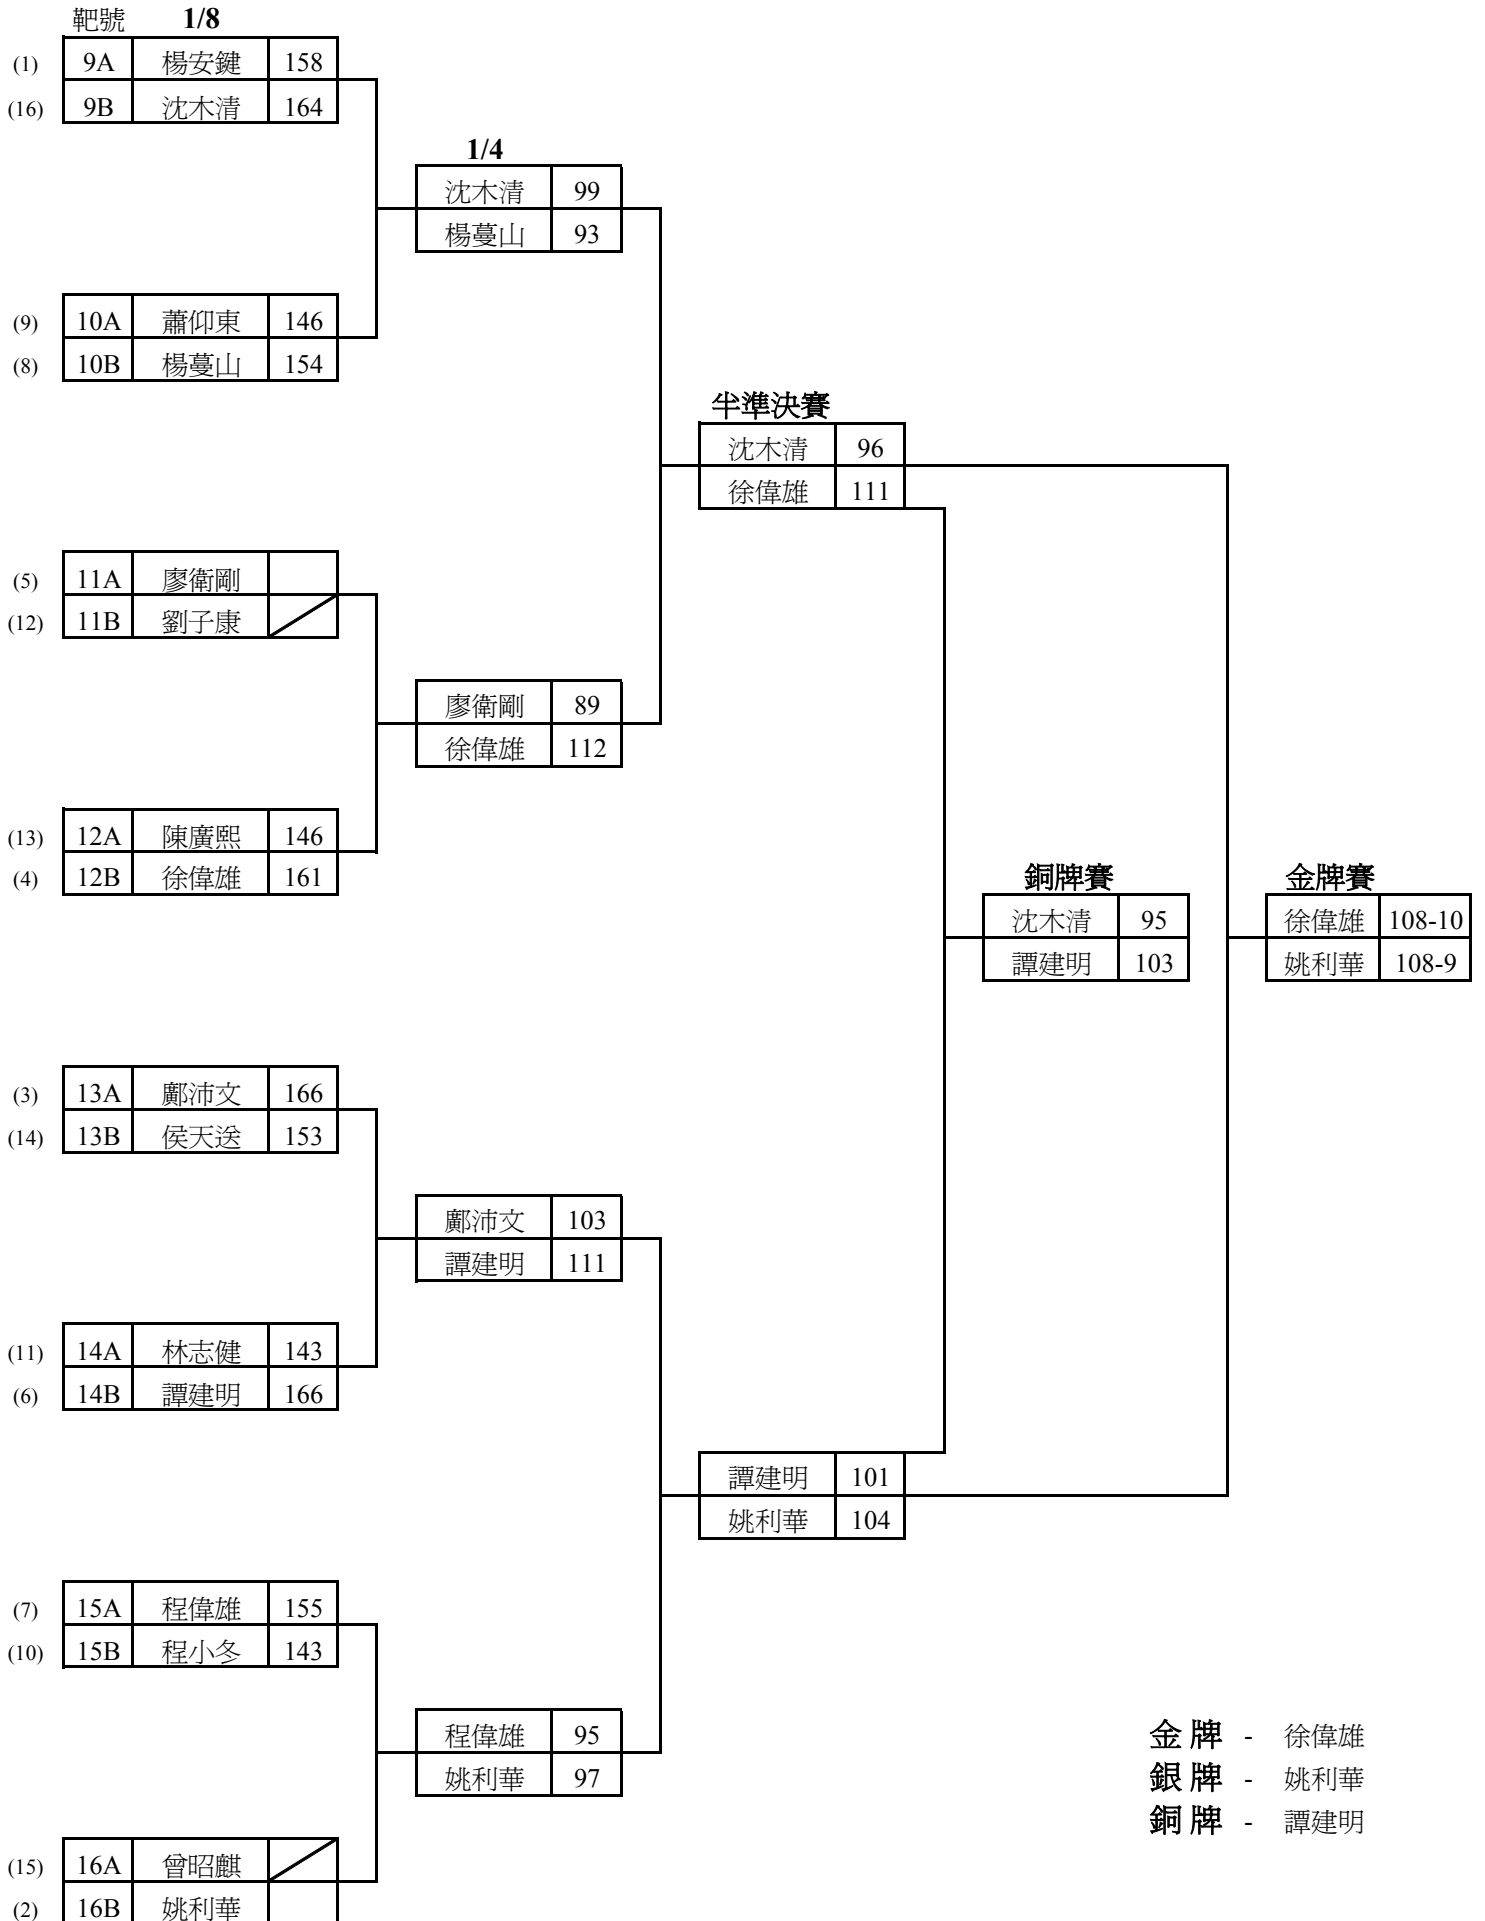 靶號 1/8
(1) 9A 楊安鍵 158
(16) 9B 沈木清 164
1/4
沈木清 99
楊蔓山 93
(9) 10A 蕭仰東 146
(8) 10B 楊蔓山 154
半準決賽
沈木清 96
徐偉雄 111
(5) 11A 廖衛剛
(12) 11B 劉子康
廖衛剛 89
徐偉雄 112
(13) 12A 陳廣熙 146
(4) 12B 徐偉雄 161
銅牌賽
沈木清 95
譚建明 103
金牌賽
徐偉雄 108-10
姚利華 108-9
(3) 13A 鄺沛文 166
(14) 13B 侯天送 153
鄺沛文 103
譚建明 111
(11) 14A 林志健 143
(6) 14B 譚建明 166
譚建明 101
姚利華 104
(7) 15A 程偉雄 155
(10) 15B 程小冬 143
程偉雄 95
姚利華 97
金牌 - 徐偉雄
銀牌 - 姚利華
銅牌 - 譚建明
(15) 16A 曾昭麒
(2) 16B 姚利華